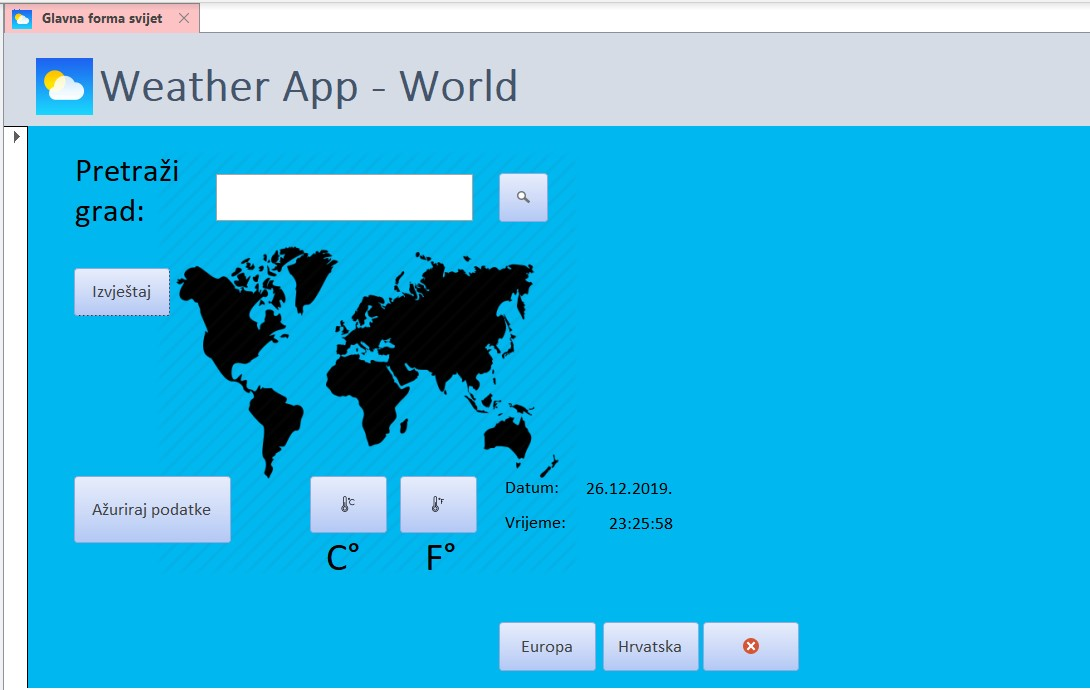 Glavna forma svijet
Weather App - World
Pretraži
grad:
Izvještaj
Ažuriraj podatke
°C
°F
Datum: 26.12.2019.
Vrijeme: 23:25:58
C°
F°
Europa
Hrvatska